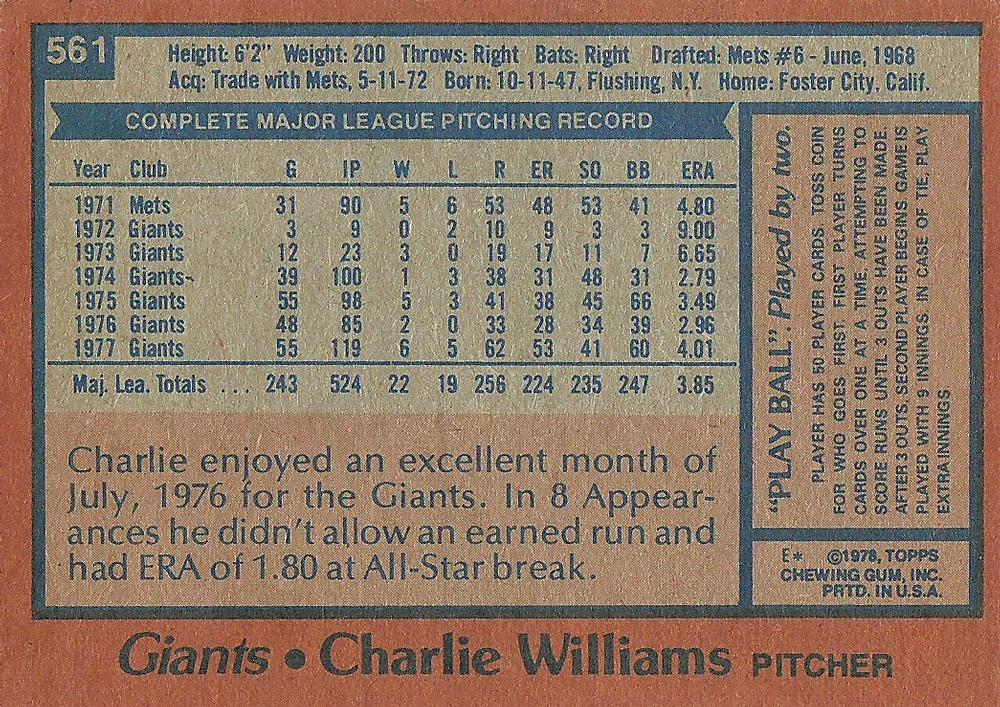 561
Height: 6'2" Weight: 200 Throws: Right Bats: Right Drafted: Mets #6 - June, 1968
Acq: Trade with Mets, 5-11-72 Born: 10-11-47, Flushing, N.Y. Home: Foster City, Calif.
COMPLETE MAJOR LEAGUE PITCHING RECORD
Year Club G IP W L R ER SO BB ERA
1971 Mets 31 90 5 6 53 48 53 41 4.80
1972 Giants 3 9 0 2 10 9 3 3 9.00
1973 Giants 12 23 3 0 19 17 11 7 6.65
1974 Giants 39 100 1 3 38 31 48 31 2.79
1975 Giants 55 98 5 3 41 38 45 66 3.49
1976 Giants 48 85 2 0 33 28 34 39 2.96
1977 Giants 55 119 6 5 62 53 41 60 4.01
Maj. Lea. Totals ... 243 524 22 19 256 224 235 247 3.85
Charlie enjoyed an excellent month of
July, 1976 for the Giants. In 8 Appear-
ances he didn't allow an earned run and
had ERA of 1.80 at All-Star break.
"PLAY BALL". Played by two.
PLAYER HAS 50 PLAYER CARDS. TOSS COIN
FOR WHO GOES FIRST. FIRST PLAYER TURNS
CARDS OVER ONE AT A TIME, ATTEMPTING TO
SCORE RUNS UNTIL 3 OUTS HAVE BEEN MADE.
AFTER 3 OUTS, SECOND PLAYER BEGINS. GAME IS
PLAYED WITH 9 INNINGS. IN CASE OF TIE, PLAY
EXTRA INNINGS.
E* ©1978, TOPPS
CHEWING GUM, INC.
PRTD. IN U.S.A.
Giants • Charlie Williams PITCHER